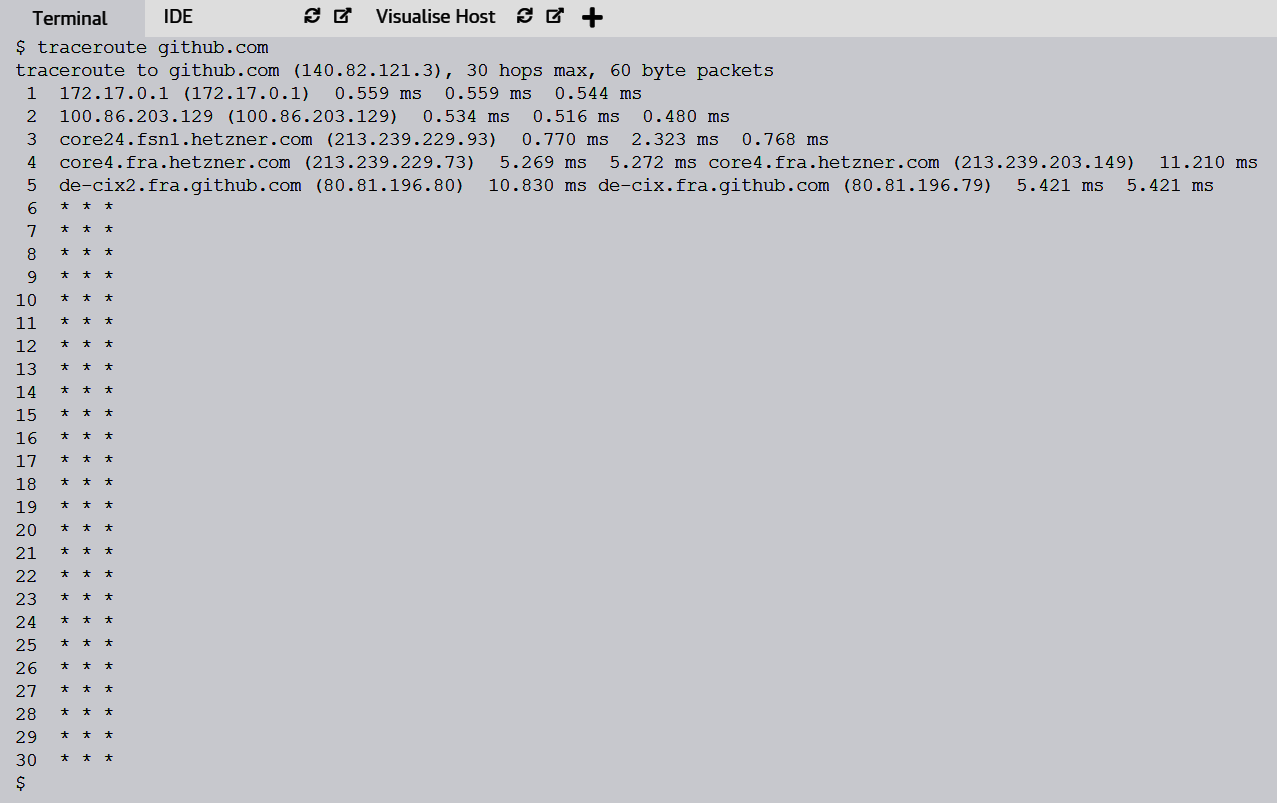 Terminal IDE Visualise Host
$ traceroute github.com
traceroute to github.com (140.82.121.3), 30 hops max, 60 byte packets
 1  172.17.0.1 (172.17.0.1)  0.559 ms  0.559 ms  0.544 ms
 2  100.86.203.129 (100.86.203.129)  0.534 ms  0.516 ms  0.480 ms
 3  core24.fsn1.hetzner.com (213.239.229.93)  0.770 ms  2.323 ms  0.768 ms
 4  core4.fra.hetzner.com (213.239.229.73)  5.269 ms  5.272 ms core4.fra.hetzner.com (213.239.203.149)  11.210 ms
 5  de-cix2.fra.github.com (80.81.196.80)  10.830 ms de-cix.fra.github.com (80.81.196.79)  5.421 ms  5.421 ms
 6  * * *
 7  * * *
 8  * * *
 9  * * *
10  * * *
11  * * *
12  * * *
13  * * *
14  * * *
15  * * *
16  * * *
17  * * *
18  * * *
19  * * *
20  * * *
21  * * *
22  * * *
23  * * *
24  * * *
25  * * *
26  * * *
27  * * *
28  * * *
29  * * *
30  * * *
$